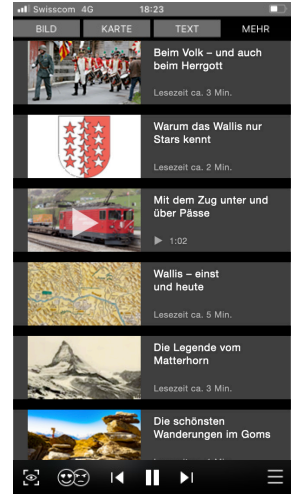 Swisscom 4G 18:23
BILD KARTE TEXT MEHR
Beim Volk – und auch
beim Herrgott
Lesezeit ca. 3 Min.
Warum das Wallis nur
Stars kennt
Lesezeit ca. 2 Min.
Mit dem Zug unter und
über Pässe
1:02
Wallis – einst
und heute
Lesezeit ca. 5 Min.
Die Legende vom
Matterhorn
Lesezeit ca. 3 Min.
Die schönsten
Wanderungen im Goms